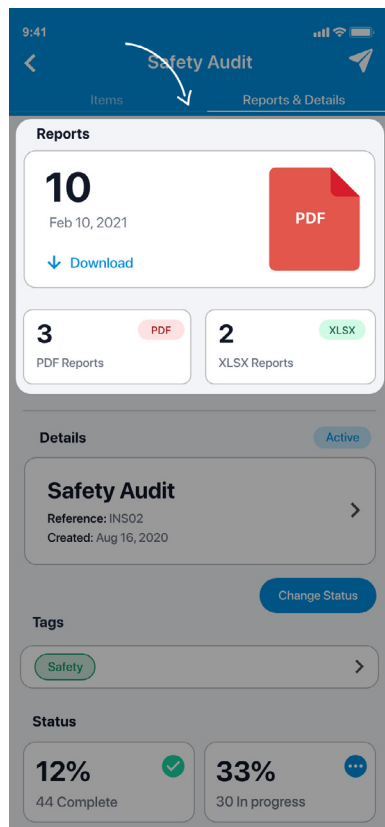 9:41
Safety Audit
Items
Reports & Details
Reports
10
Feb 10, 2021
Download
PDF
3
PDF
PDF Reports
2
XLSX
XLSX Reports
Details
Active
Safety Audit
Reference: INS02
Created: Aug 16, 2020
Change Status
Tags
Safety
Status
12%
44 Complete
33%
30 In progress